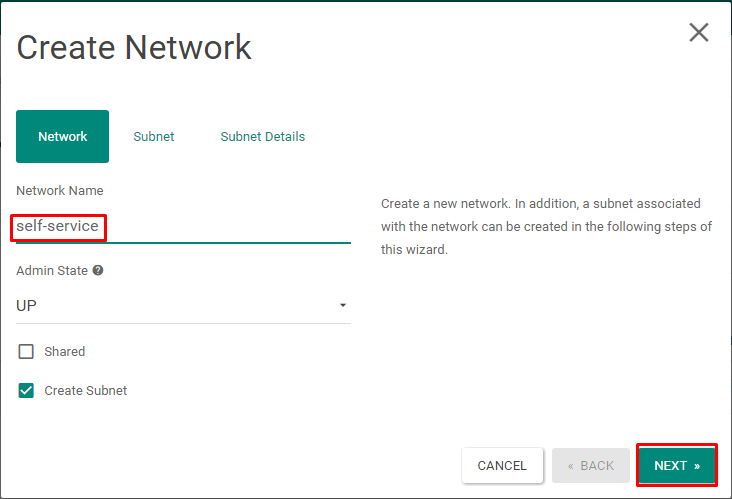 Create Network
Network
Subnet
Subnet Details
Network Name
self-service
Admin State
UP
Shared
Create Subnet
Create a new network. In addition, a subnet associated
with the network can be created in the following steps of
this wizard.
CANCEL
« BACK
NEXT »